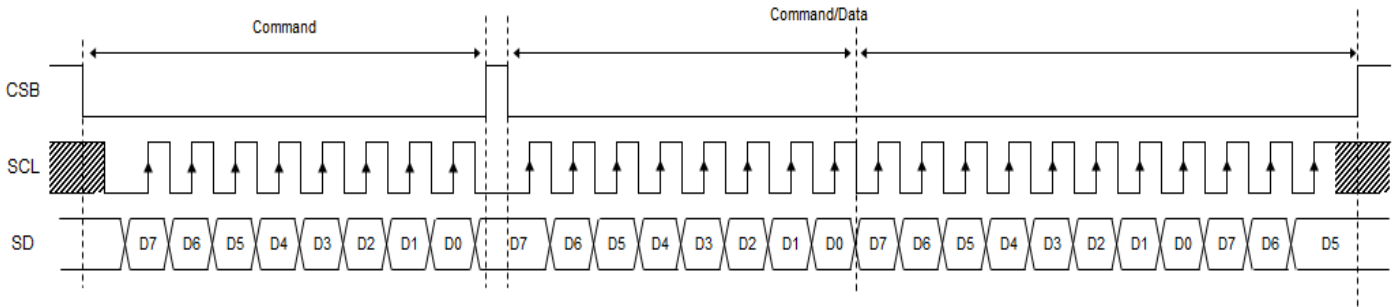 Command
Command/Data
CSB
SCL
SD D7 D6 D5 D4 D3 D2 D1 D0 D7 D6 D5 D4 D3 D2 D1 D0 D7 D6 D5 D4 D3 D2 D1 D0 D7 D6 D5